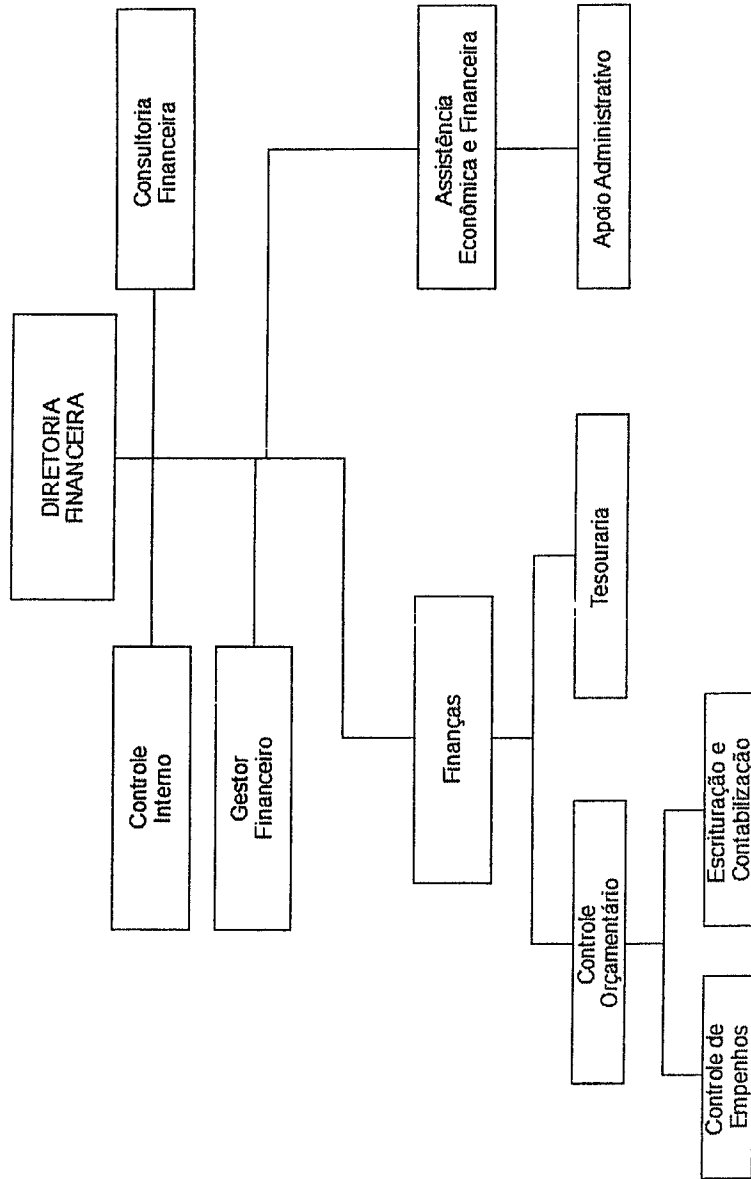 DIRETORIA
FINANCEIRA
Controle
Interno
Consultoria
Financeira
Gestor
Financeiro
Finanças
Assistência
Econômica e Financeira
Controle
Orçamentário
Tesouraria
Apoio Administrativo
Controle de
Empenhos
Escrituração e
Contabilização